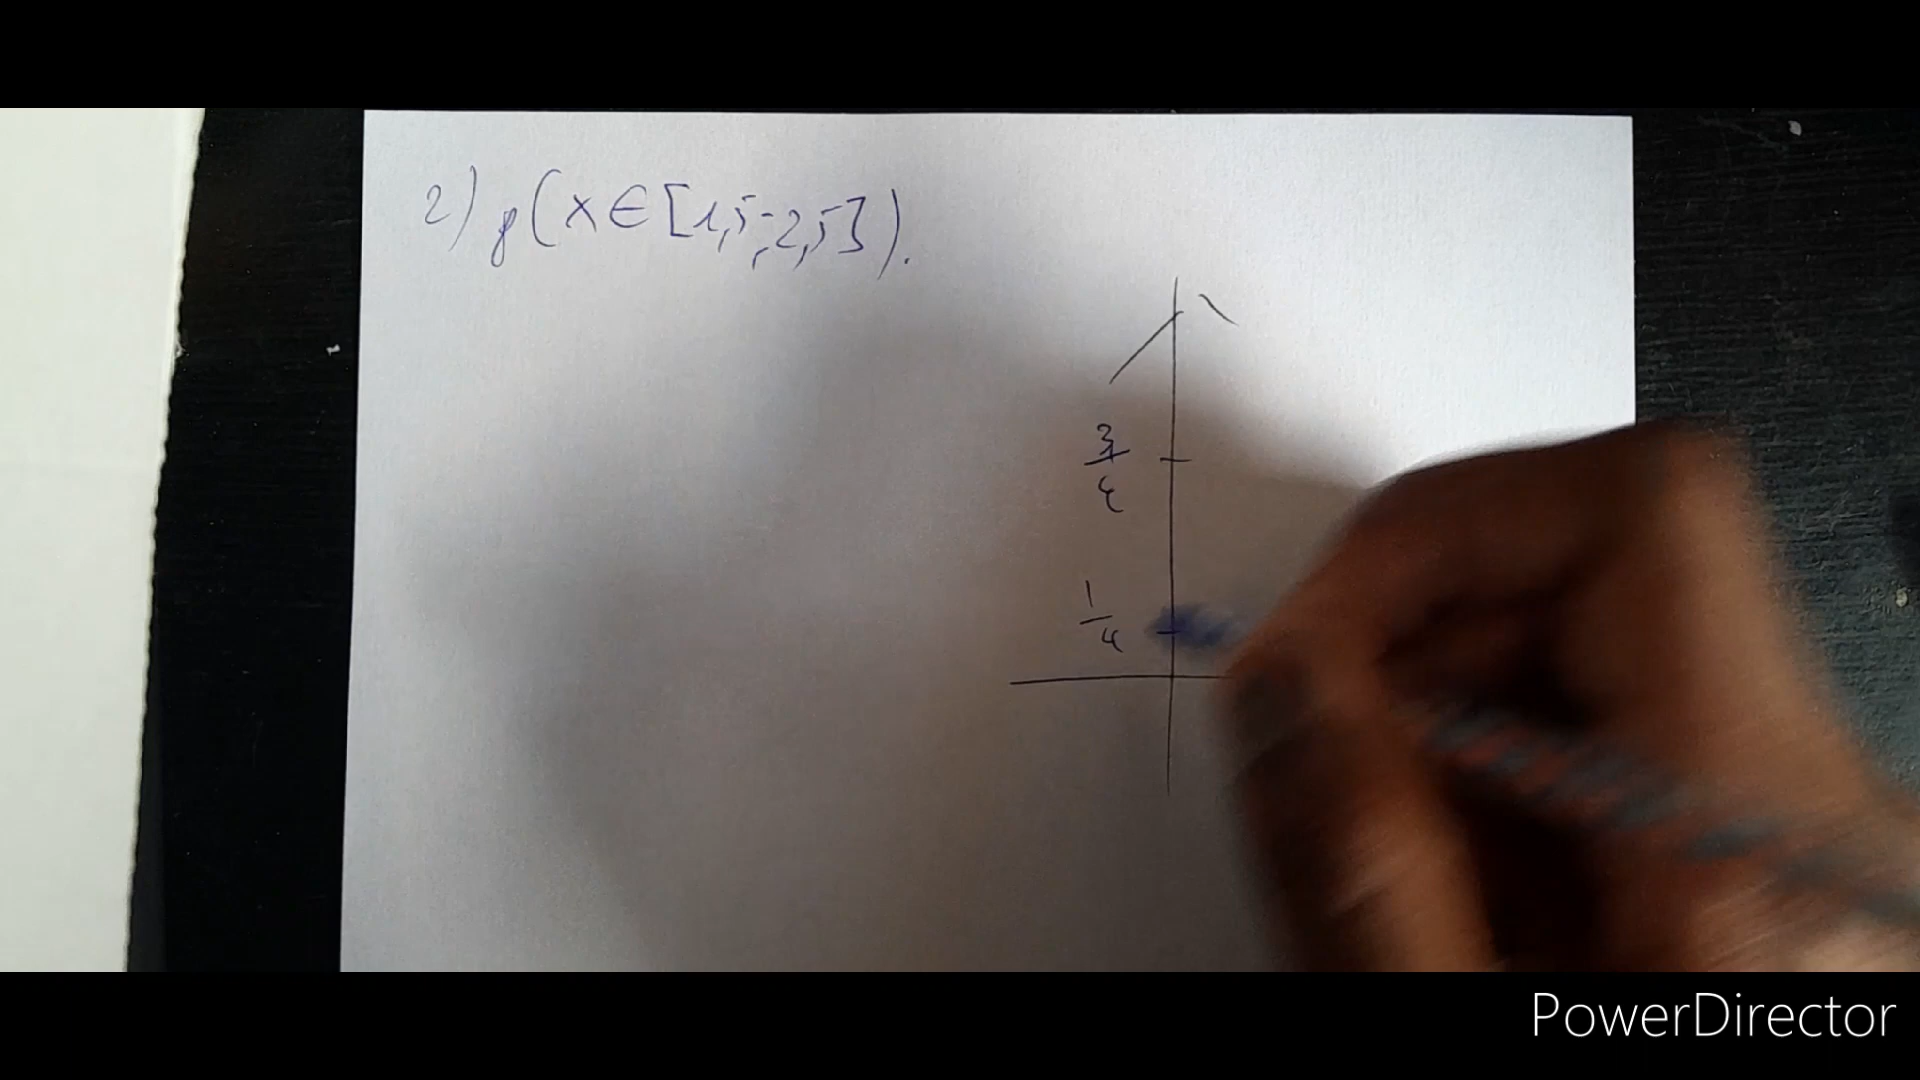 2) p(x∈[1,5;2,5]).
3/4
1/4
PowerDirector